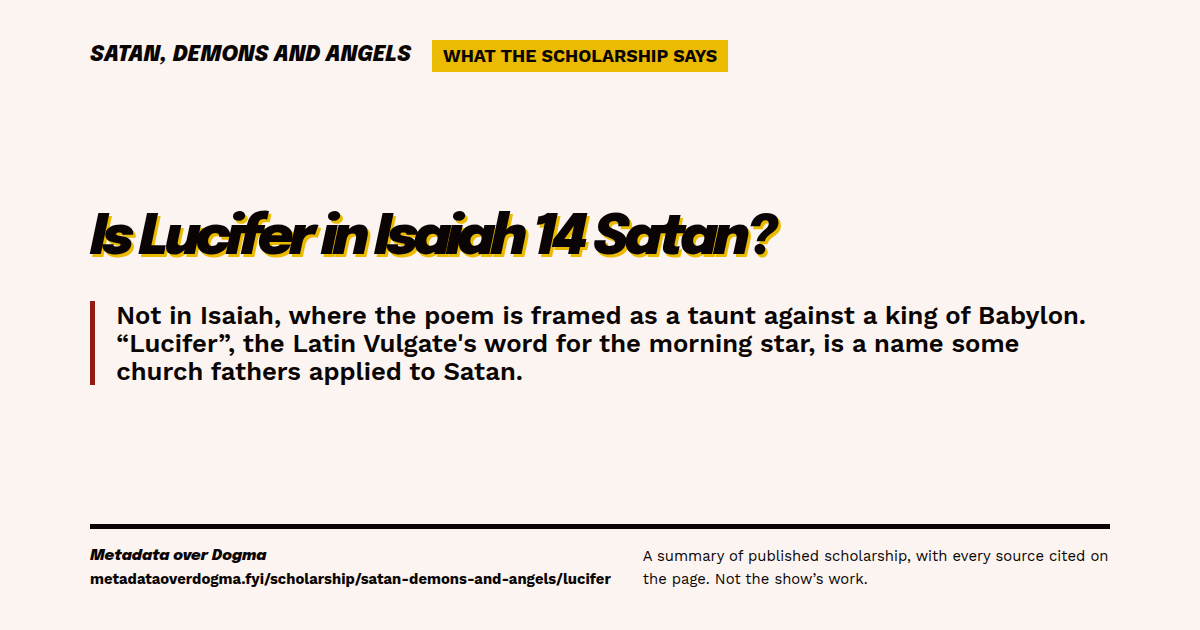 SATAN, DEMONS AND ANGELS
WHAT THE SCHOLARSHIP SAYS
Is Lucifer in Isaiah 14 Satan?
Not in Isaiah, where the poem is framed as a taunt against a king of Babylon.
“Lucifer”, the Latin Vulgate's word for the morning star, is a name some
church fathers applied to Satan.
Metadata over Dogma
metadataoverdogma.fyi/scholarship/satan-demons-and-angels/lucifer
A summary of published scholarship, with every source cited on
the page. Not the show’s work.